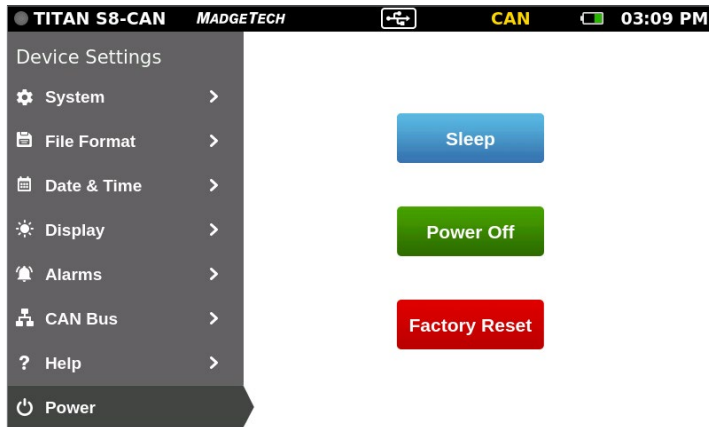 TITAN S8-CAN MADGETECH CAN 03:09 PM
Device Settings
System
File Format
Date & Time
Display
Alarms
CAN Bus
? Help
Power
Sleep
Power Off
Factory Reset